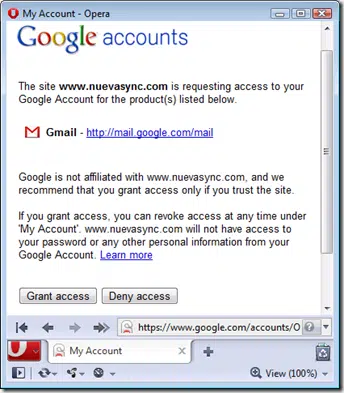 My Account - Opera
Google accounts
The site www.nuevasync.com is requesting access to your
Google Account for the product(s) listed below.
Gmail - http://mail.google.com/mail
Google is not affiliated with www.nuevasync.com, and we
recommend that you grant access only if you trust the site.
If you grant access, you can revoke access at any time under
'My Account'. www.nuevasync.com will not have access to
your password or any other personal information from your
Google Account. Learn more
Grant access Deny access
https://www.google.com/accounts/O
My Account
View (100%)